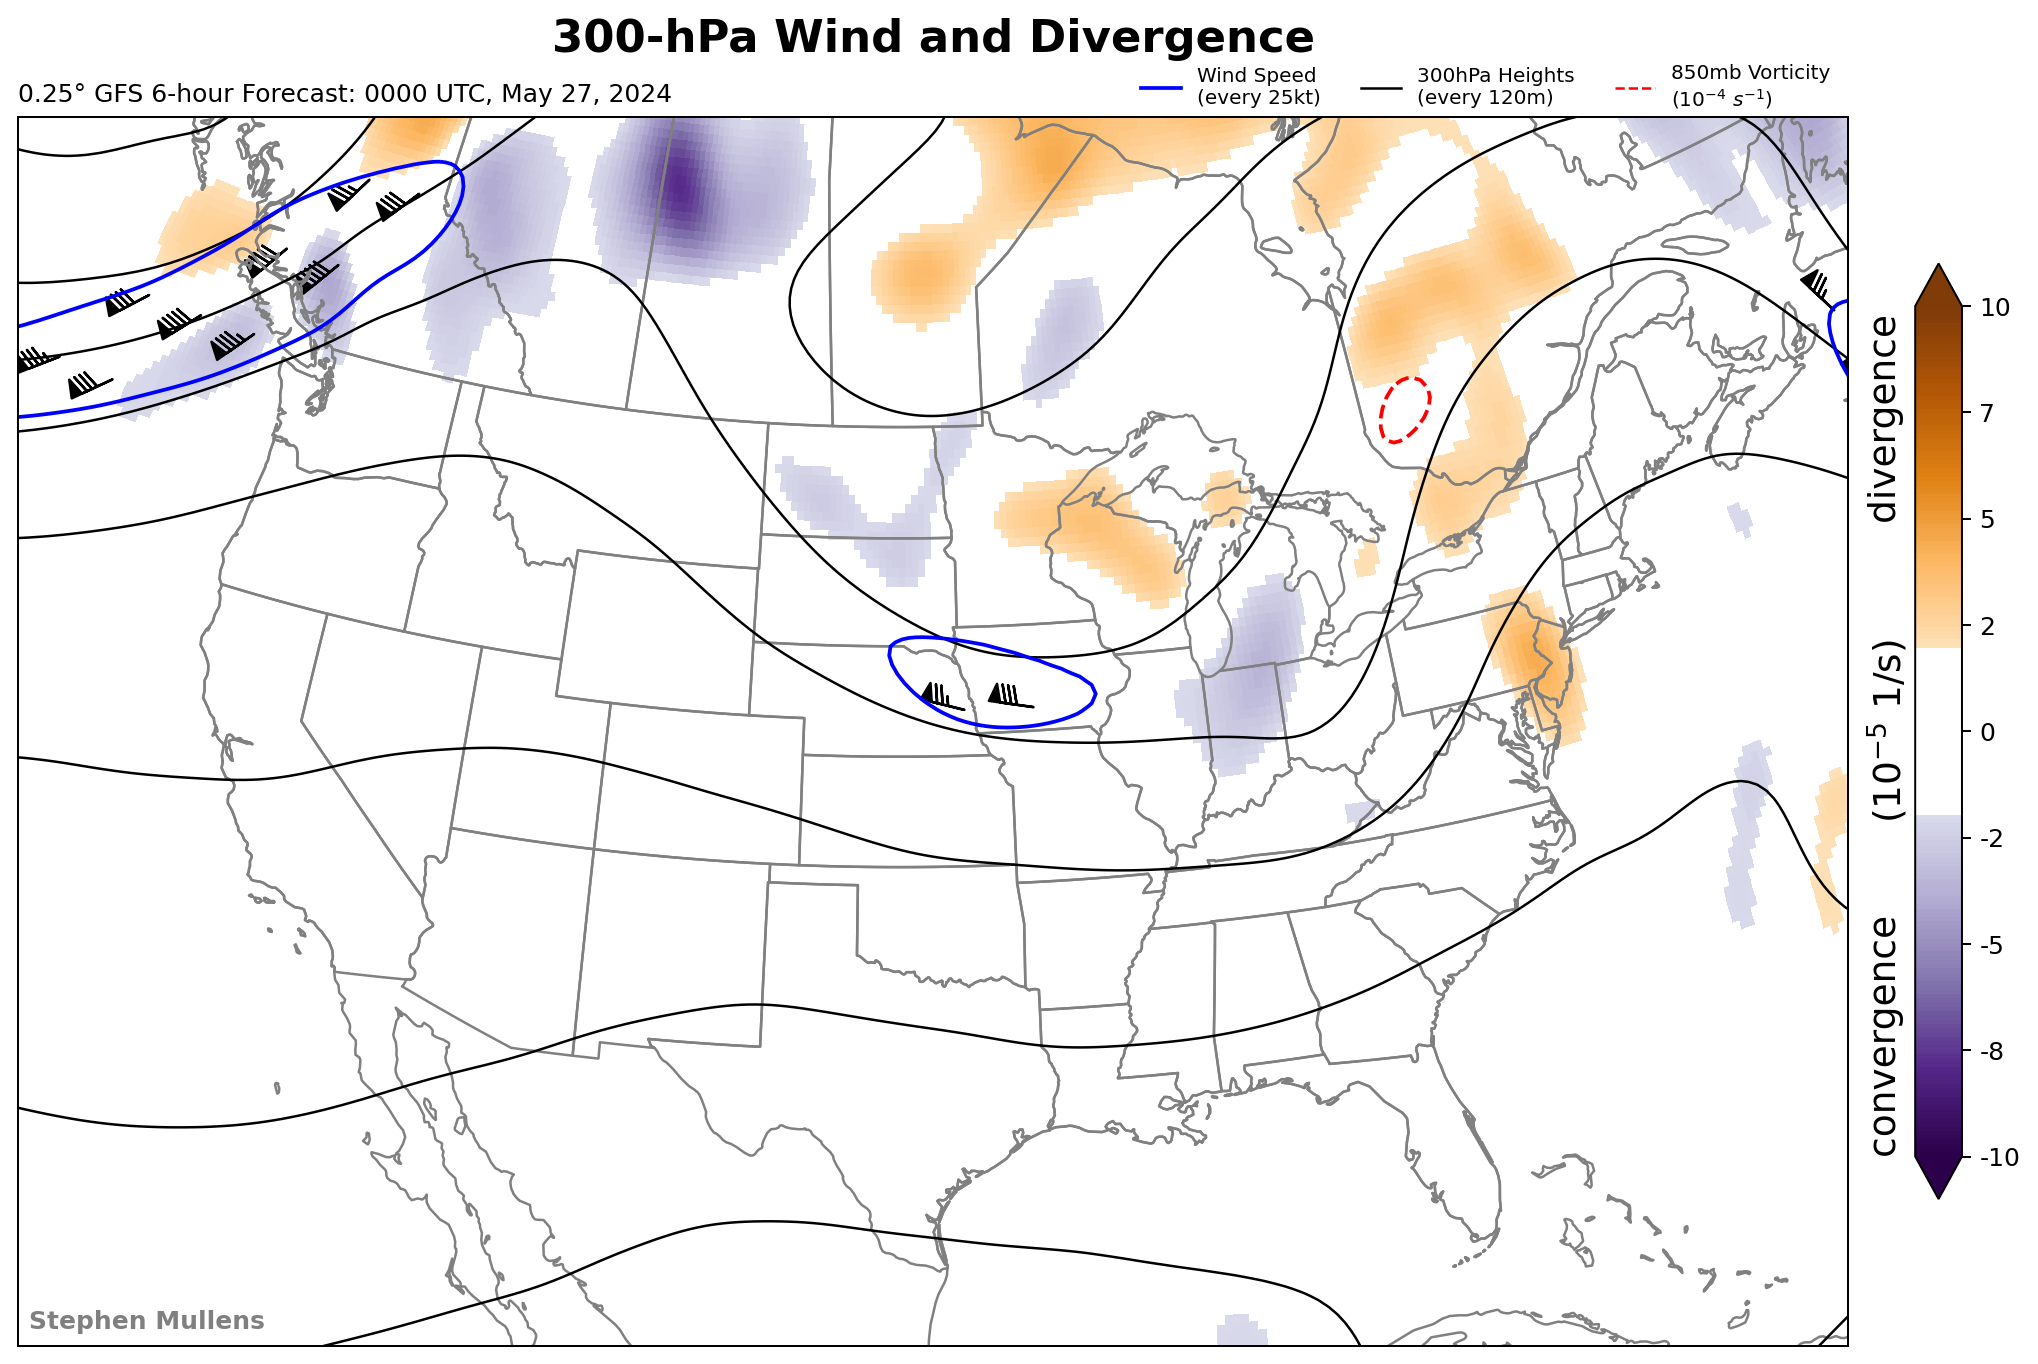 300-hPa Wind and Divergence
0.25° GFS 6-hour Forecast: 0000 UTC, May 27, 2024
Wind Speed
(every 25kt)
300hPa Heights
(every 120m)
850mb Vorticity
(10⁻⁴ s⁻¹)
10
7
5
2
0
-2
-5
-8
-10
convergence (10⁻⁵ 1/s) divergence
Stephen Mullens